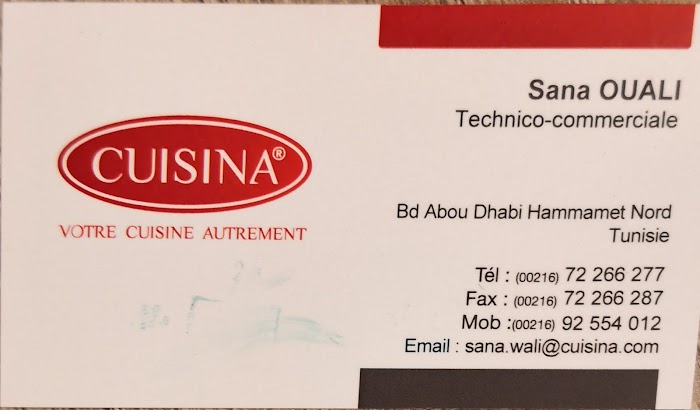 CUISINA®
VOTRE CUISINE AUTREMENT
Sana OUALI
Technico-commerciale
Bd Abou Dhabi Hammamet Nord
Tunisie
Tél : (00216) 72 266 277
Fax : (00216) 72 266 287
Mob :(00216) 92 554 012
Email : sana.wali@cuisina.com